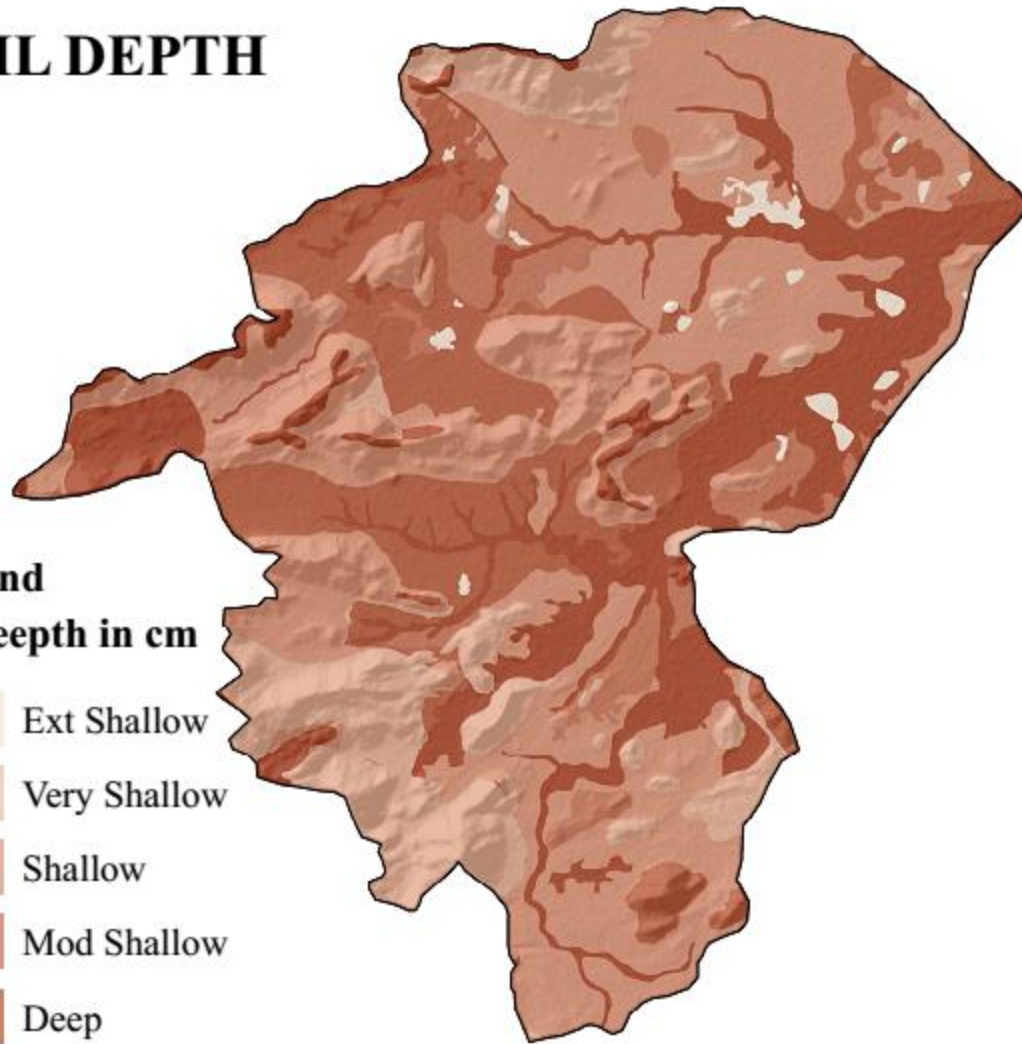 IL DEPTH
nd
eepth in cm
Ext Shallow
Very Shallow
Shallow
Mod Shallow
Deep